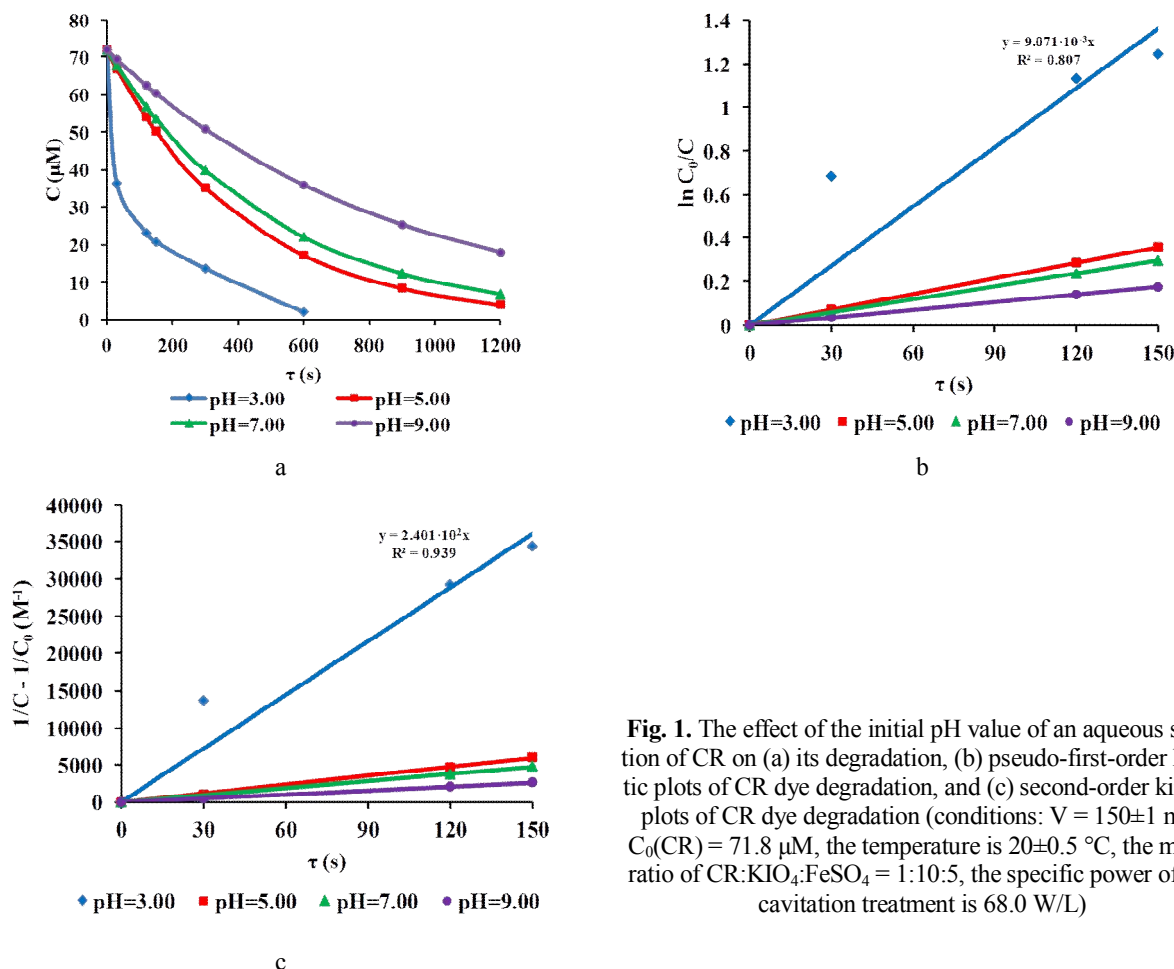 80
70
60
50
40
30
20
10
0
C (µM)
0 200 400 600 800 1000 1200
τ (s)
pH=3.00 pH=5.00
pH=7.00 pH=9.00
a
1.4
1.2
1
0.8
0.6
0.4
0.2
0
ln C₀/C
y = 9.071·10⁻³x
R² = 0.807
0 30 60 90 120 150
τ (s)
pH=3.00 pH=5.00 pH=7.00 pH=9.00
b
40000
35000
30000
25000
20000
15000
10000
5000
0
1/C - 1/C₀ (M⁻¹)
y = 2.401·10²x
R² = 0.939
0 30 60 90 120 150
τ (s)
pH=3.00 pH=5.00 pH=7.00 pH=9.00
c
Fig. 1. The effect of the initial pH value of an aqueous s
tion of CR on (a) its degradation, (b) pseudo-first-order
tic plots of CR dye degradation, and (c) second-order ki
plots of CR dye degradation (conditions: V = 150±1 m
C₀(CR) = 71.8 µM, the temperature is 20±0.5 °C, the m
ratio of CR:KIO₄:FeSO₄ = 1:10:5, the specific power of
cavitation treatment is 68.0 W/L)